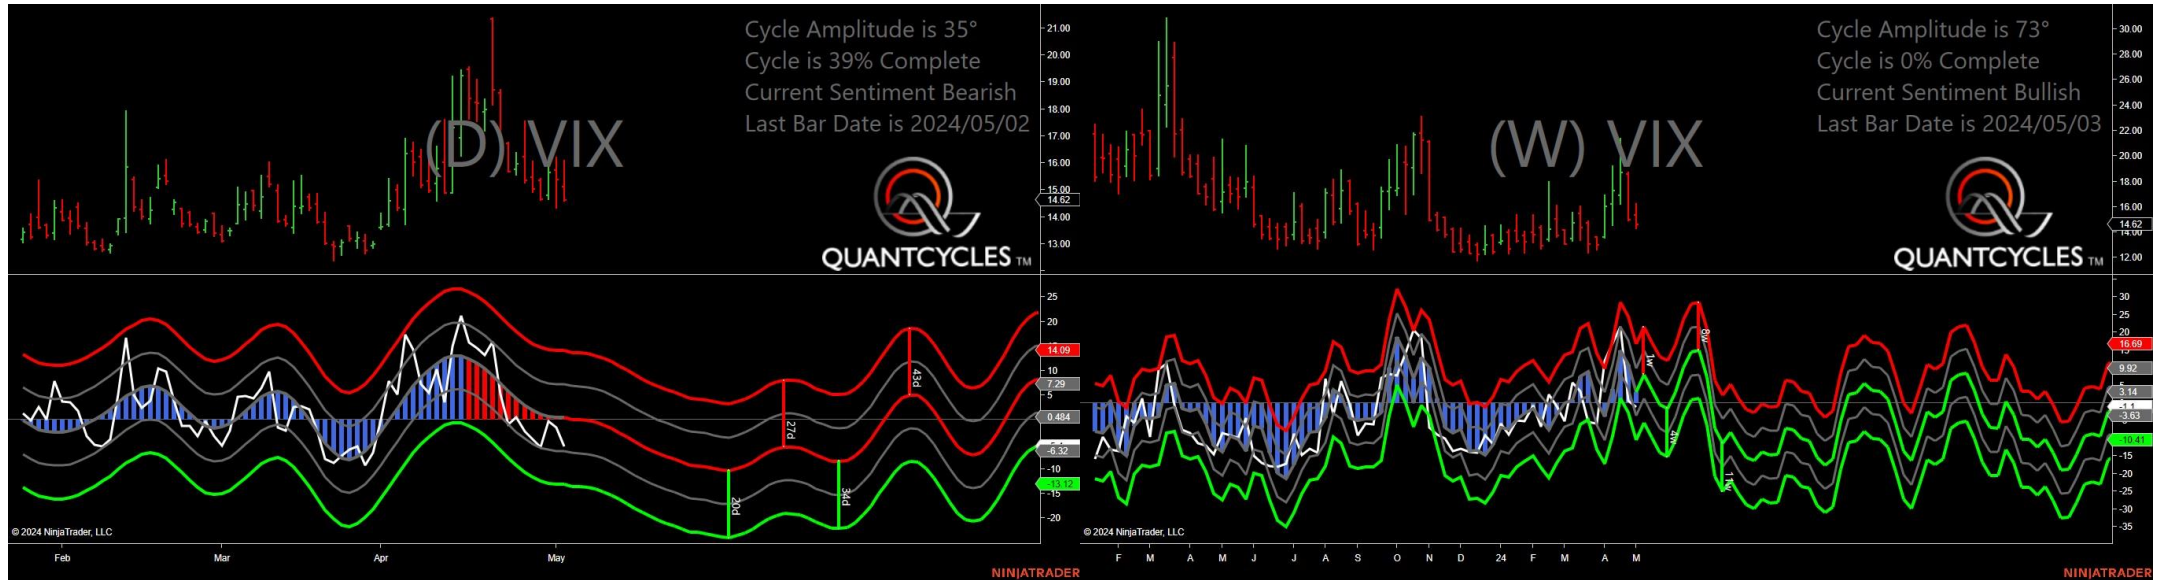 Cycle Amplitude is 35°
Cycle is 39% Complete
Current Sentiment Bearish
Last Bar Date is 2024/05/02
(D) VIX
QUANTCYCLES TM
21.00
20.00
19.00
18.00
17.00
16.00
15.00
14.62
14.00
13.00
25
20
14.09
10
7.29
5
0.484
-6.32
-10
-13.12
-15
-20
27d
43d
20d
34d
© 2024 NinjaTrader, LLC
Feb Mar Apr May
NINJATRADER
Cycle Amplitude is 73°
Cycle is 0% Complete
Current Sentiment Bullish
Last Bar Date is 2024/05/03
(W) VIX
QUANTCYCLES TM
30.00
28.00
26.00
24.00
22.00
20.00
18.00
16.00
14.62
14.00
12.00
30
25
20
16.69
9.92
3.14
-3.63
-10.41
-15
-20
-25
-30
-35
1w
8w
4w
11w
© 2024 NinjaTrader, LLC
F M A M J J A S O N D 24 F M A M
NINJATRADER